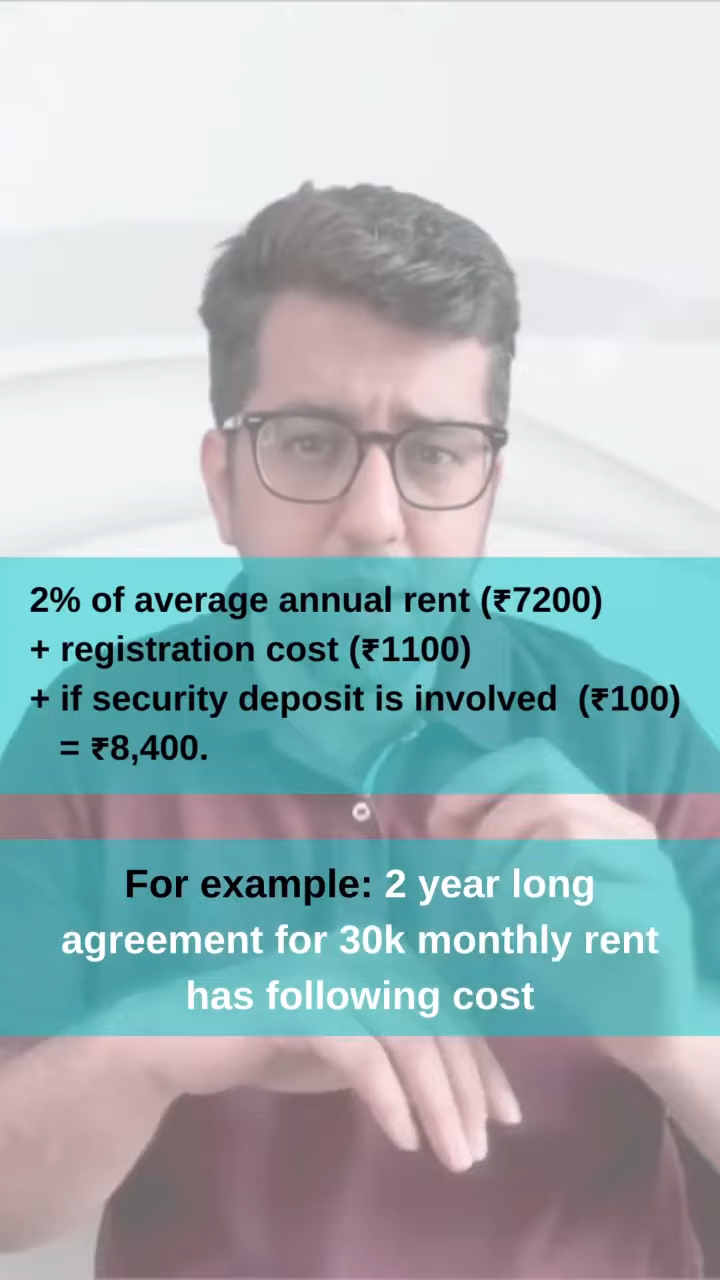 2% of average annual rent (₹7200)
+ registration cost (₹1100)
+ if security deposit is involved (₹100)
= ₹8,400.
For example: 2 year long
agreement for 30k monthly rent
has following cost